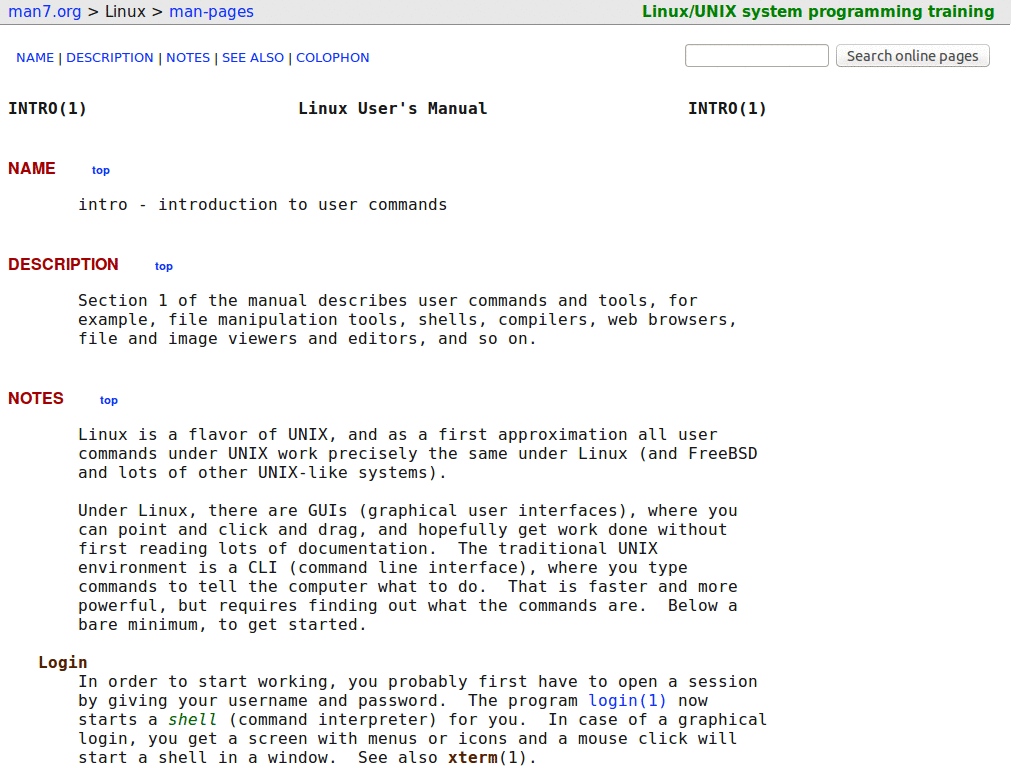 man7.org > Linux > man-pages Linux/UNIX system programming training
NAME | DESCRIPTION | NOTES | SEE ALSO | COLOPHON Search online pages
INTRO(1) Linux User's Manual INTRO(1)
NAME top
intro - introduction to user commands
DESCRIPTION top
Section 1 of the manual describes user commands and tools, for
example, file manipulation tools, shells, compilers, web browsers,
file and image viewers and editors, and so on.
NOTES top
Linux is a flavor of UNIX, and as a first approximation all user
commands under UNIX work precisely the same under Linux (and FreeBSD
and lots of other UNIX-like systems).
Under Linux, there are GUIs (graphical user interfaces), where you
can point and click and drag, and hopefully get work done without
first reading lots of documentation.  The traditional UNIX
environment is a CLI (command line interface), where you type
commands to tell the computer what to do.  That is faster and more
powerful, but requires finding out what the commands are.  Below a
bare minimum, to get started.
Login
In order to start working, you probably first have to open a session
by giving your username and password.  The program login(1) now
starts a shell (command interpreter) for you.  In case of a graphical
login, you get a screen with menus or icons and a mouse click will
start a shell in a window.  See also xterm(1).